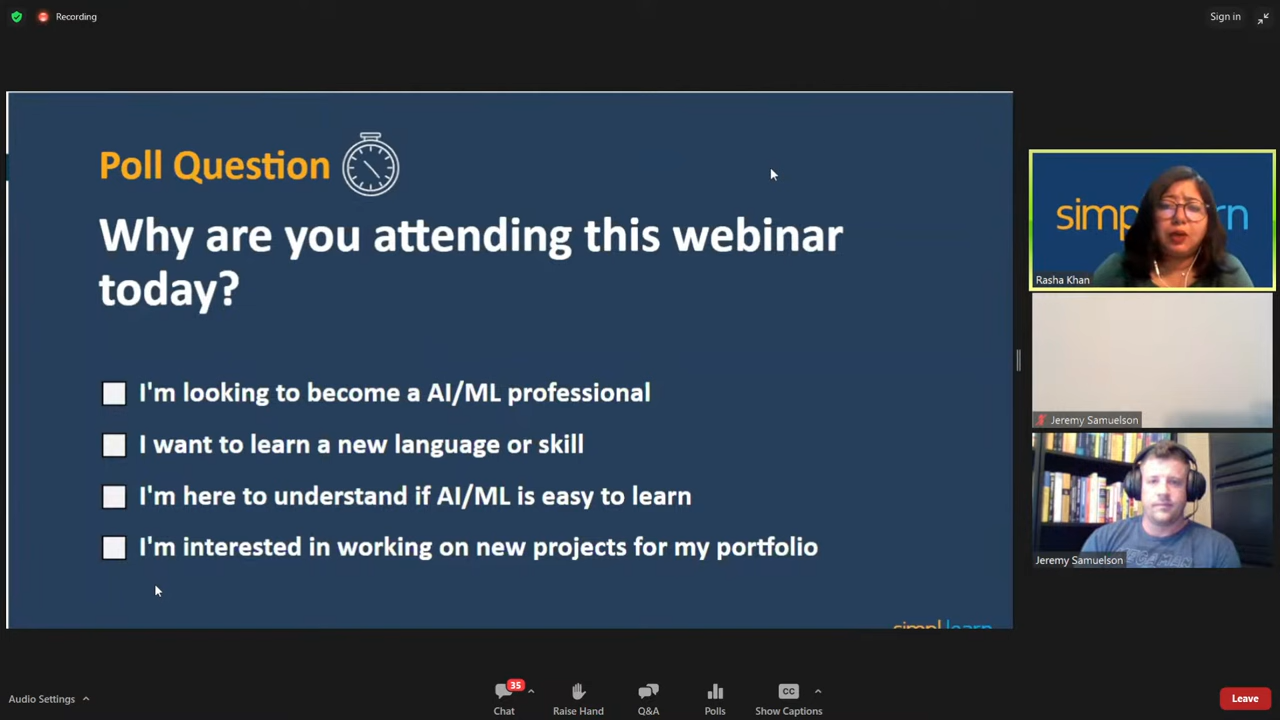 Recording
Sign in
Poll Question
Why are you attending this webinar
today?
I'm looking to become a AI/ML professional
I want to learn a new language or skill
I'm here to understand if AI/ML is easy to learn
I'm interested in working on new projects for my portfolio
simplilearn
Rasha Khan
Jeremy Samuelson
Jeremy Samuelson
Audio Settings
35
Chat
Raise Hand
Q&A
Polls
CC
Show Captions
Leave